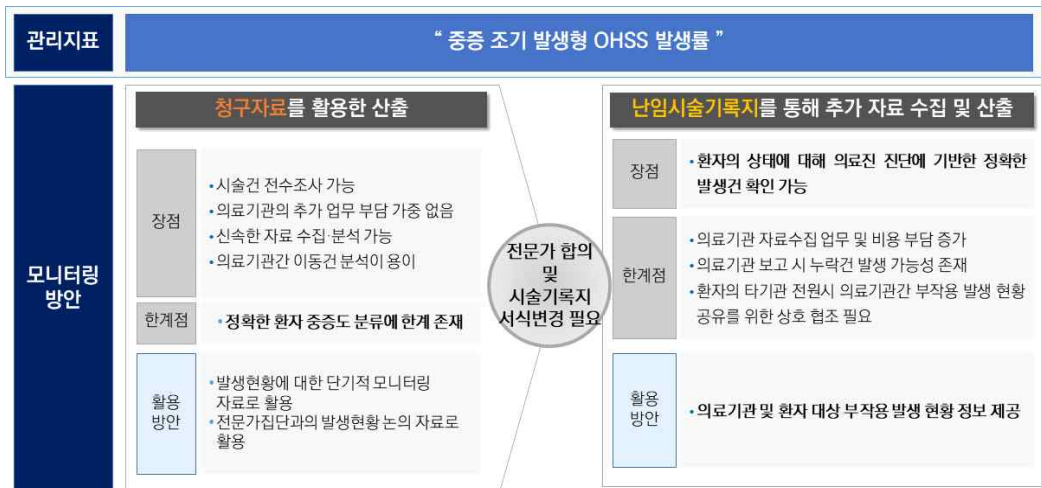 관리지표
“ 중증 조기 발생형 OHSS 발생률 ”
모니터링
방안
청구자료를 활용한 산출
장점
• 시술건 전수조사 가능
• 의료기관의 추가 업무 부담 가중 없음
• 신속한 자료 수집·분석 가능
• 의료기관간 이동건 분석이 용이
한계점
• 정확한 환자 중증도 분류에 한계 존재
활용
방안
• 발생현황에 대한 단기적 모니터링
자료로 활용
• 전문가집단과의 발생현황 논의 자료로
활용
전문가 합의
및
시술기록지
서식변경 필요
난임시술기록지를 통해 추가 자료 수집 및 산출
장점
• 환자의 상태에 대해 의료진 진단에 기반한 정확한
발생건 확인 가능
한계점
• 의료기관 자료수집 업무 및 비용 부담 증가
• 의료기관 보고 시 누락건 발생 가능성 존재
• 환자의 타기관 전원시 의료기관간 부작용 발생 현황
공유를 위한 상호 협조 필요
활용
방안
• 의료기관 및 환자 대상 부작용 발생 현황 정보 제공